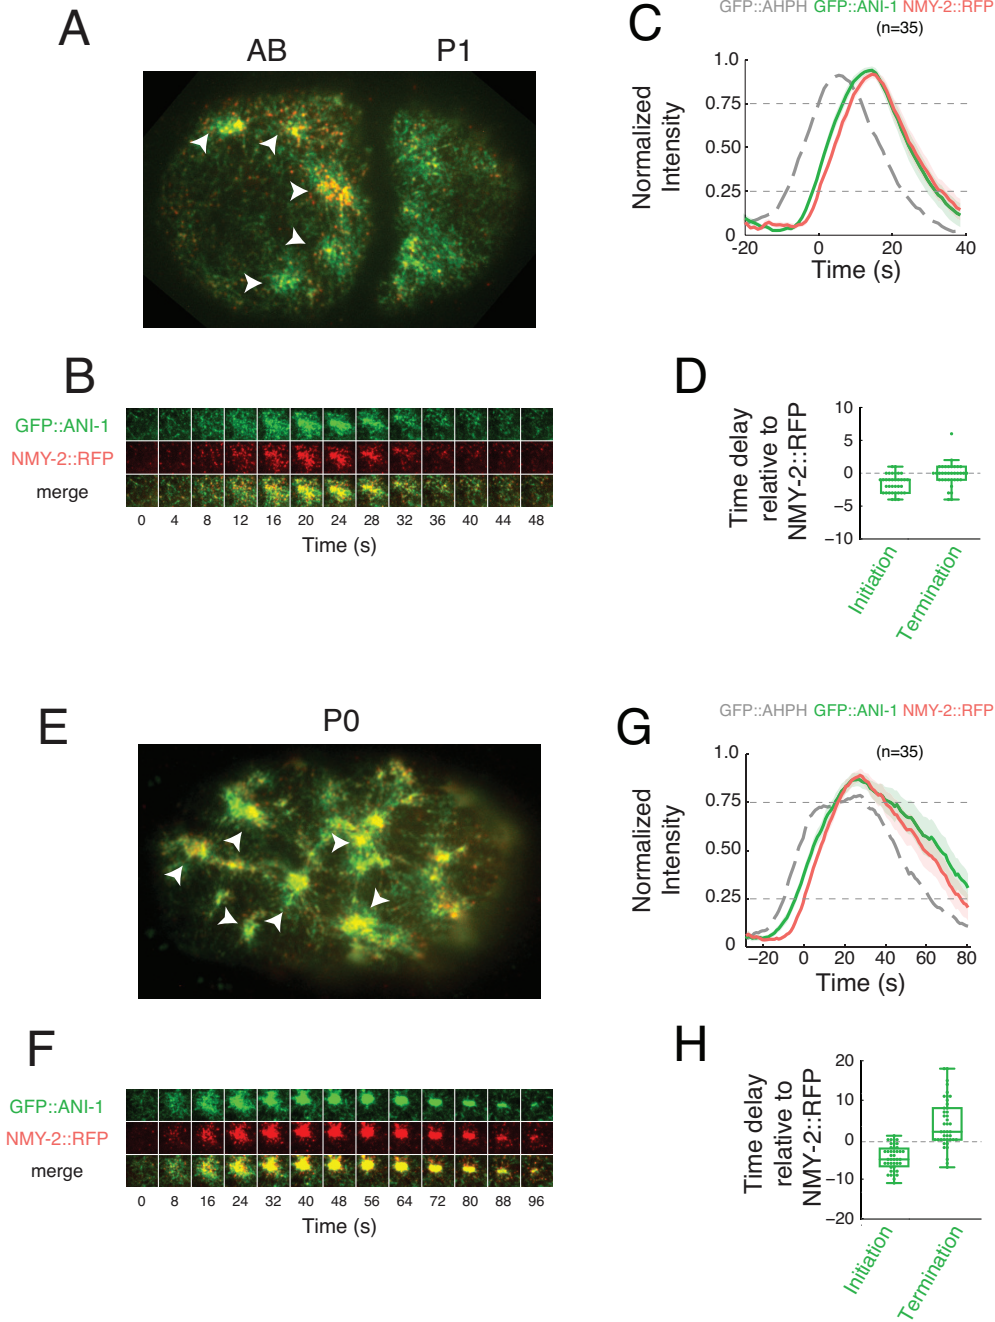 A
AB P1
B
GFP::ANI-1
NMY-2::RFP
merge
0 4 8 12 16 20 24 28 32 36 40 44 48
Time (s)
C
GFP::AHPH GFP::ANI-1 NMY-2::RFP
(n=35)
Normalized
Intensity
1.0
0.75
0.50
0.25
0
-20 0 20 40
Time (s)
D
Time delay
relative to
NMY-2::RFP
10
5
0
−5
−10
Initiation
Termination
E
P0
F
GFP::ANI-1
NMY-2::RFP
merge
0 8 16 24 32 40 48 56 64 72 80 88 96
Time (s)
G
GFP::AHPH GFP::ANI-1 NMY-2::RFP
(n=35)
Normalized
Intensity
1.0
0.75
0.50
0.25
0
−20 0 20 40 60 80
Time (s)
H
Time delay
relative to
NMY-2::RFP
20
10
0
−10
−20
Initiation
Termination